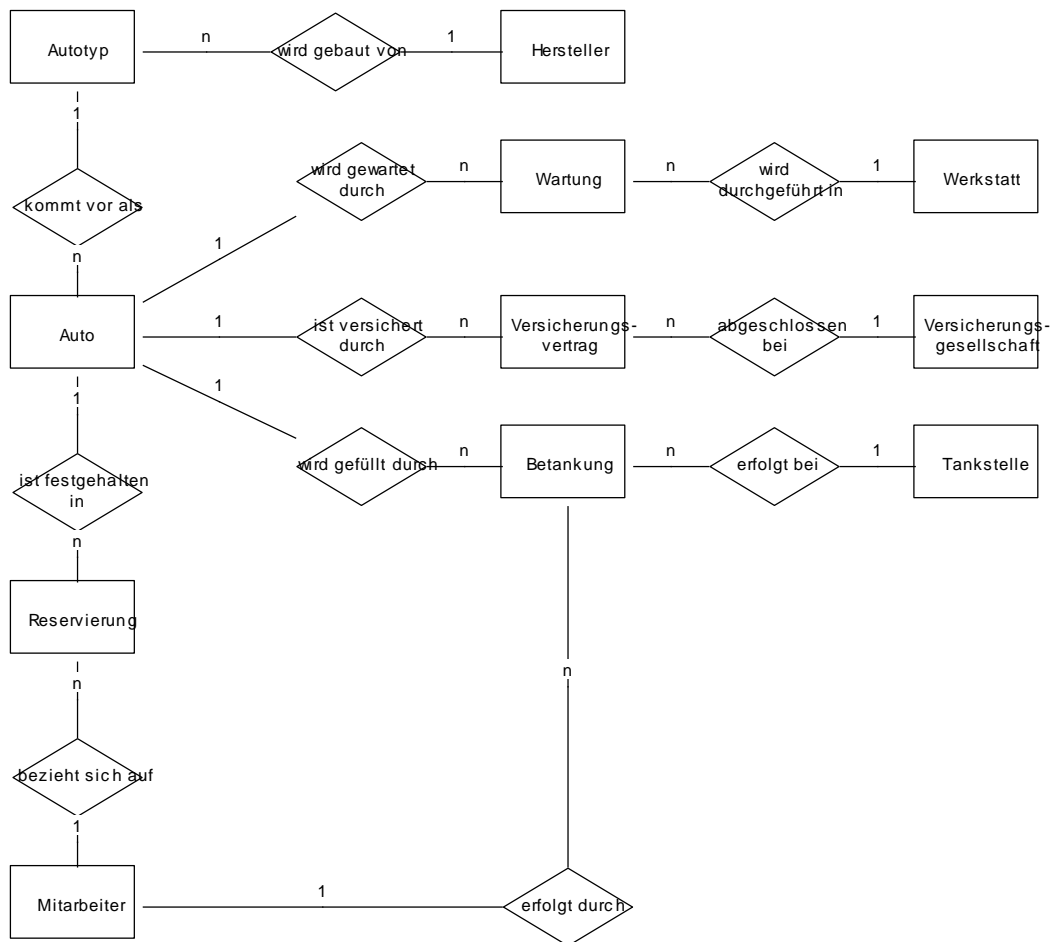 Autotyp
n
wird gebaut von
1
Hersteller
1
kommt vor als
n
wird gewartet
durch
n
Wartung
n
wird
durchgeführt in
1
Werkstatt
1
Auto
1
ist versichert
durch
n
Versicherungs-
vertrag
n
abgeschlossen
bei
1
Versicherungs-
gesellschaft
1
wird gefüllt durch
n
Betankung
n
erfolgt bei
1
Tankstelle
1
ist festgehalten
in
n
Reservierung
n
bezieht sich auf
1
n
Mitarbeiter
1
erfolgt durch